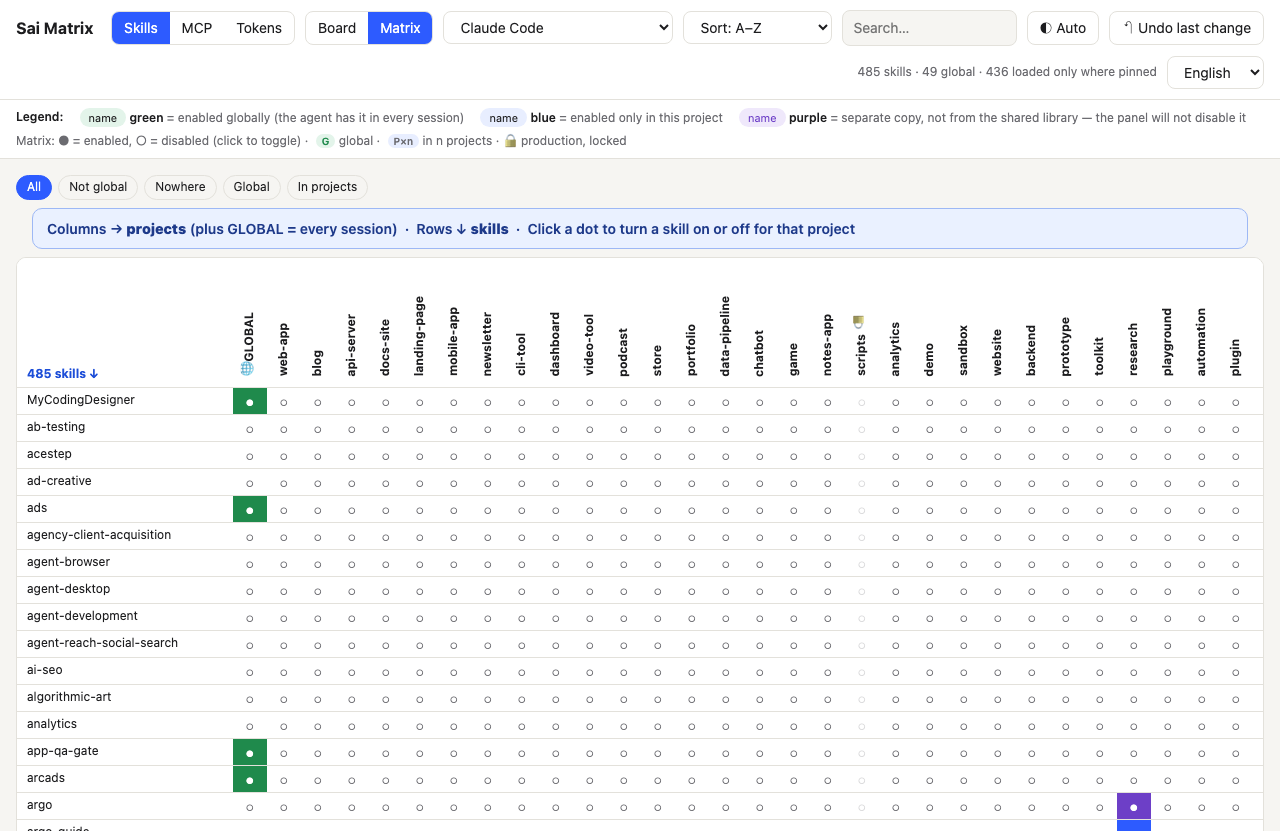 Sai Matrix
Skills MCP Tokens
Board Matrix
Claude Code
Sort: A–Z
Search...
Auto
Undo last change
485 skills · 49 global · 436 loaded only where pinned
English
Legend: name green = enabled globally (the agent has it in every session) name blue = enabled only in this project name purple = separate copy, not from the shared library — the panel will not disable it
Matrix: ● = enabled, ○ = disabled (click to toggle) · G global · P×n in n projects · 🔒 production, locked
All Not global Nowhere Global In projects
Columns → projects (plus GLOBAL = every session) · Rows ↓ skills · Click a dot to turn a skill on or off for that project
485 skills ↓
GLOBAL
web-app
blog
api-server
docs-site
landing-page
mobile-app
newsletter
cli-tool
dashboard
video-tool
podcast
store
portfolio
data-pipeline
chatbot
game
notes-app
scripts
analytics
demo
sandbox
website
backend
prototype
toolkit
research
playground
automation
plugin
MyCodingDesigner
ab-testing
acestep
ad-creative
ads
agency-client-acquisition
agent-browser
agent-desktop
agent-development
agent-reach-social-search
ai-seo
algorithmic-art
analytics
app-qa-gate
arcads
argo